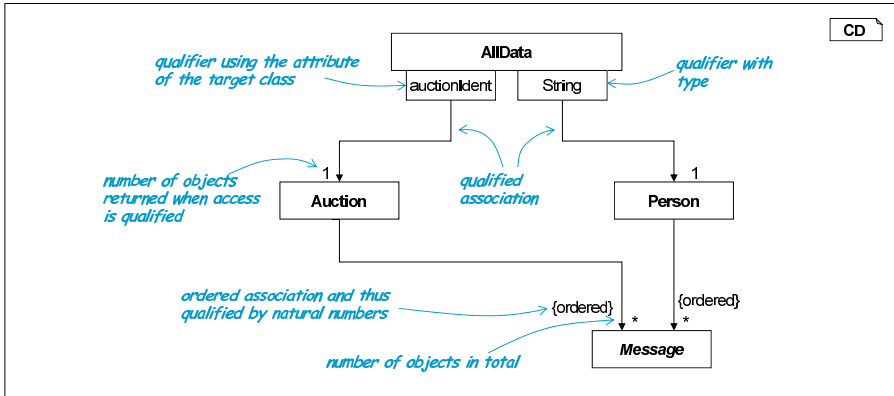 CD
AllData
qualifier using the attribute
of the target class
auctionIdent
String
qualifier with
type
number of objects
returned when access
is qualified
1
qualified
association
1
Auction
Person
ordered association and thus
qualified by natural numbers
{ordered}
*
{ordered}
*
number of objects in total
Message